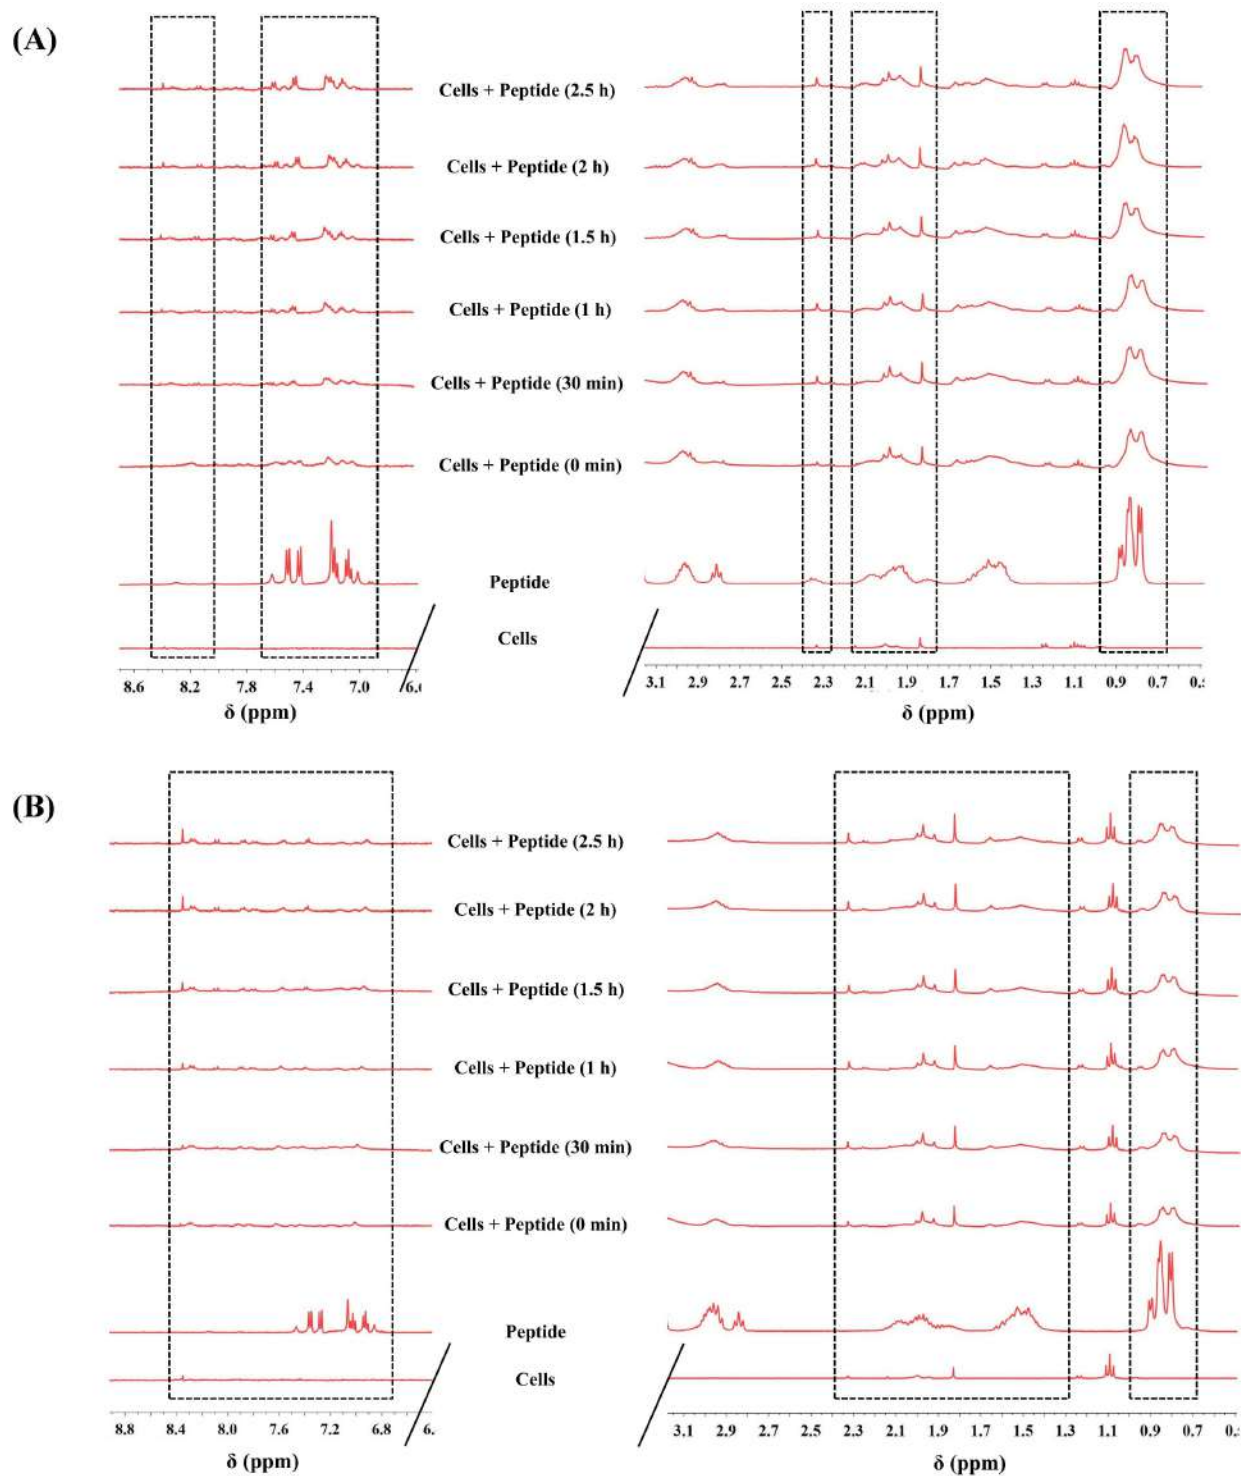 (A)
Cells + Peptide (2.5 h)
Cells + Peptide (2 h)
Cells + Peptide (1.5 h)
Cells + Peptide (1 h)
Cells + Peptide (30 min)
Cells + Peptide (0 min)
Peptide
Cells
8.6 8.2 7.8 7.4 7.0 3.1 2.9 2.7 2.5 2.3 2.1 1.9 1.7 1.5 1.3 1.1 0.9 0.7
δ (ppm) δ (ppm)
(B)
Cells + Peptide (2.5 h)
Cells + Peptide (2 h)
Cells + Peptide (1.5 h)
Cells + Peptide (1 h)
Cells + Peptide (30 min)
Cells + Peptide (0 min)
Peptide
Cells
8.8 8.4 8.0 7.6 7.2 6.8 3.1 2.9 2.7 2.5 2.3 2.1 1.9 1.7 1.5 1.3 1.1 0.9 0.7
δ (ppm) δ (ppm)